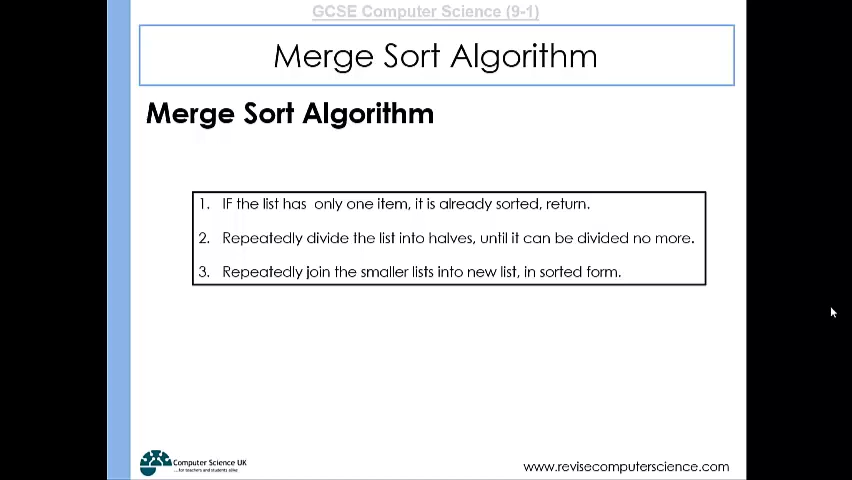 GCSE Computer Science (9-1)
Merge Sort Algorithm
Merge Sort Algorithm
1. IF the list has only one item, it is already sorted, return.
2. Repeatedly divide the list into halves, until it can be divided no more.
3. Repeatedly join the smaller lists into new list, in sorted form.
Computer Science UK
...for teachers and students alike
www.revisecomputerscience.com